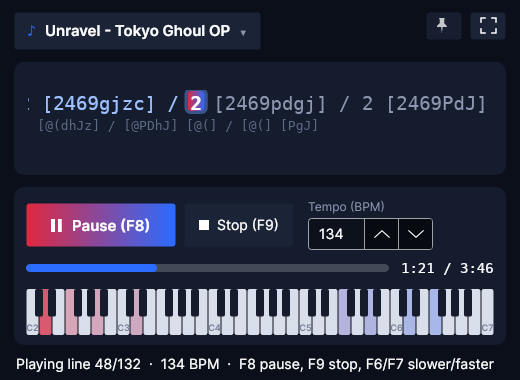 ♪ Unravel - Tokyo Ghoul OP ▾
[2469gjzc] / 2 [2469pdgj] / 2 [2469PdJ]
[@(dhJz] / [@PDhJ] [@(] / [@(] [PgJ]
Pause (F8)
Stop (F9)
Tempo (BPM)
134
1:21 / 3:46
C2 C3 C4 C5 C6 C7
Playing line 48/132 · 134 BPM · F8 pause, F9 stop, F6/F7 slower/faster